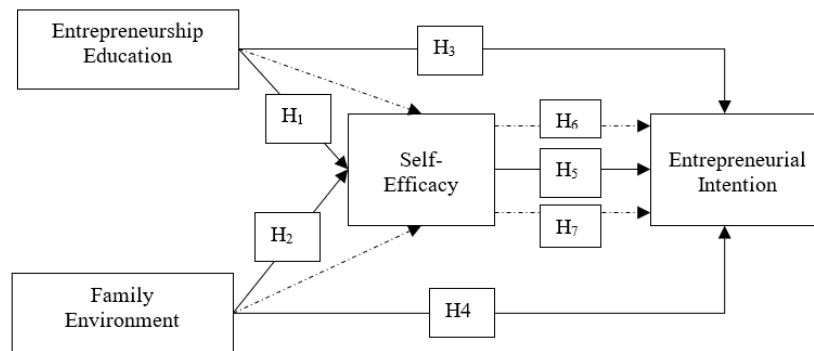 Entrepreneurship
Education
H₃
H₁
H₆
Self-
Efficacy
H₅
Entrepreneurial
Intention
H₂
H₇
Family
Environment
H4